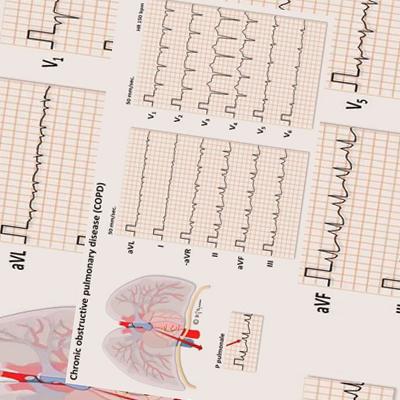 Chronic obstructive pulmonary disease (COPD)
50 mm/sec.
HR 150 bpm
V1
V2
V3
V4
V5
V6
50 mm/sec.
aVL
I
-aVR
II
aVF
III
P pulmonale
V1
aVL
V5
aVF